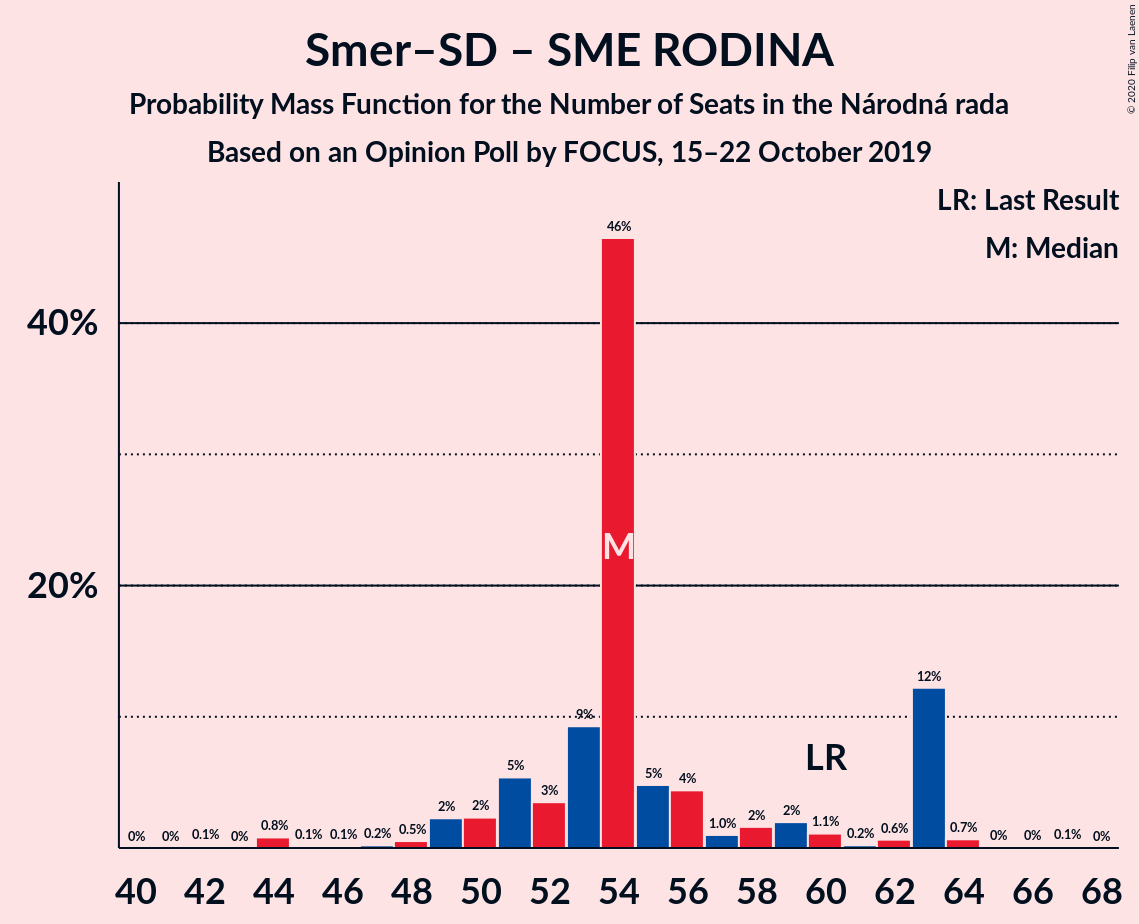 Smer–SD – SME RODINA
Probability Mass Function for the Number of Seats in the Národná rada
Based on an Opinion Poll by FOCUS, 15–22 October 2019
© 2020 Filip van Laenen
LR: Last Result
M: Median
40%
20%
0% 0% 0.1% 0% 0.8% 0.1% 0.1% 0.2% 0.5% 2% 2% 5% 3% 9% 46% 5% 4% 1.0% 2% 2% 1.1% 0.2% 0.6% 12% 0.7% 0% 0% 0.1% 0%
M
LR
40 42 44 46 48 50 52 54 56 58 60 62 64 66 68